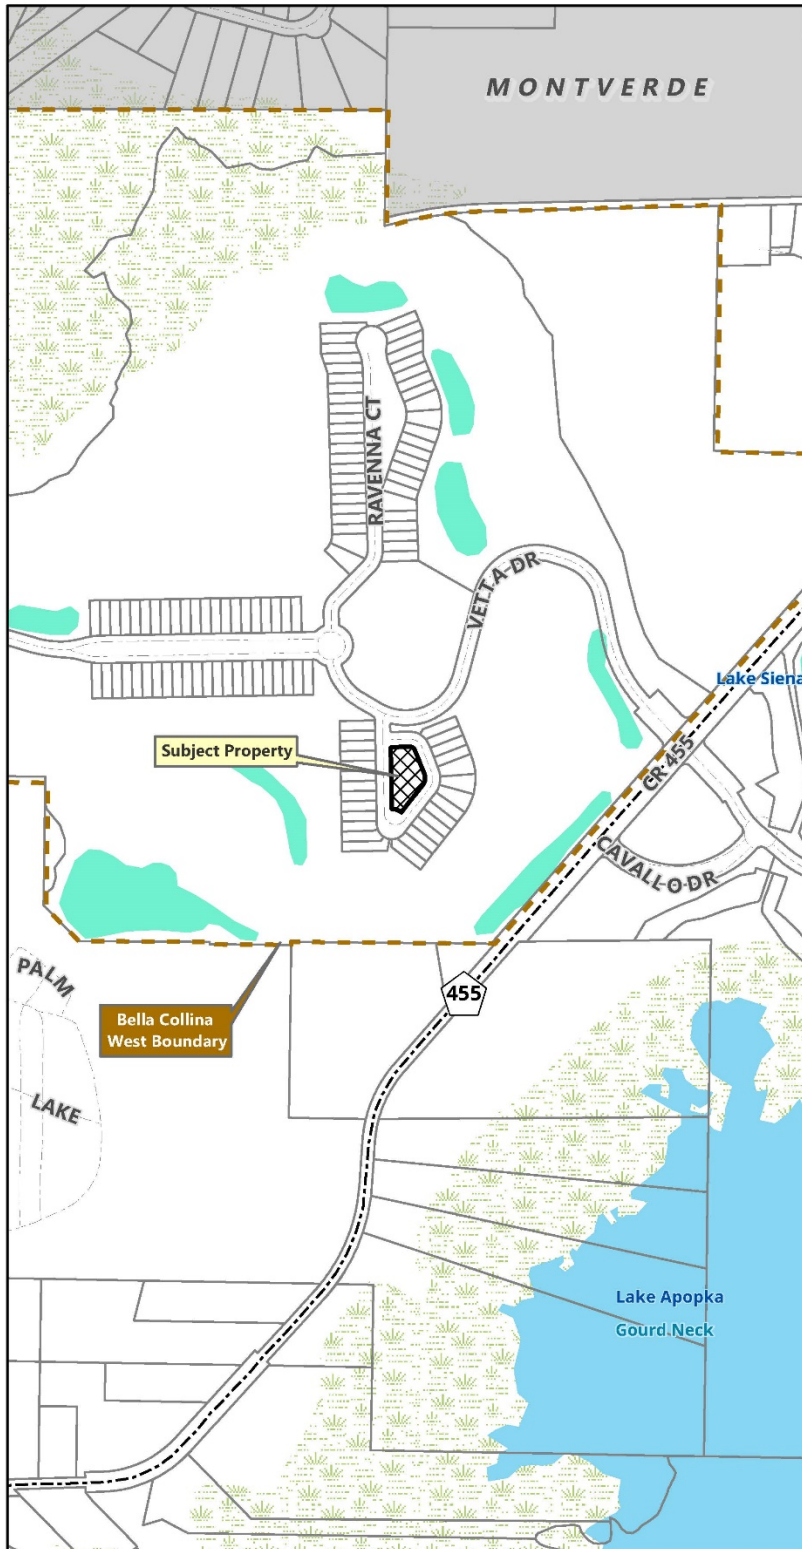 MONTVERDE
RAVENNA CT
VETTA DR
Lake Siena
Subject Property
CR 455
CAVALLO DR
PALM
455
Bella Collina
West Boundary
LAKE
Lake Apopka
Gourd Neck